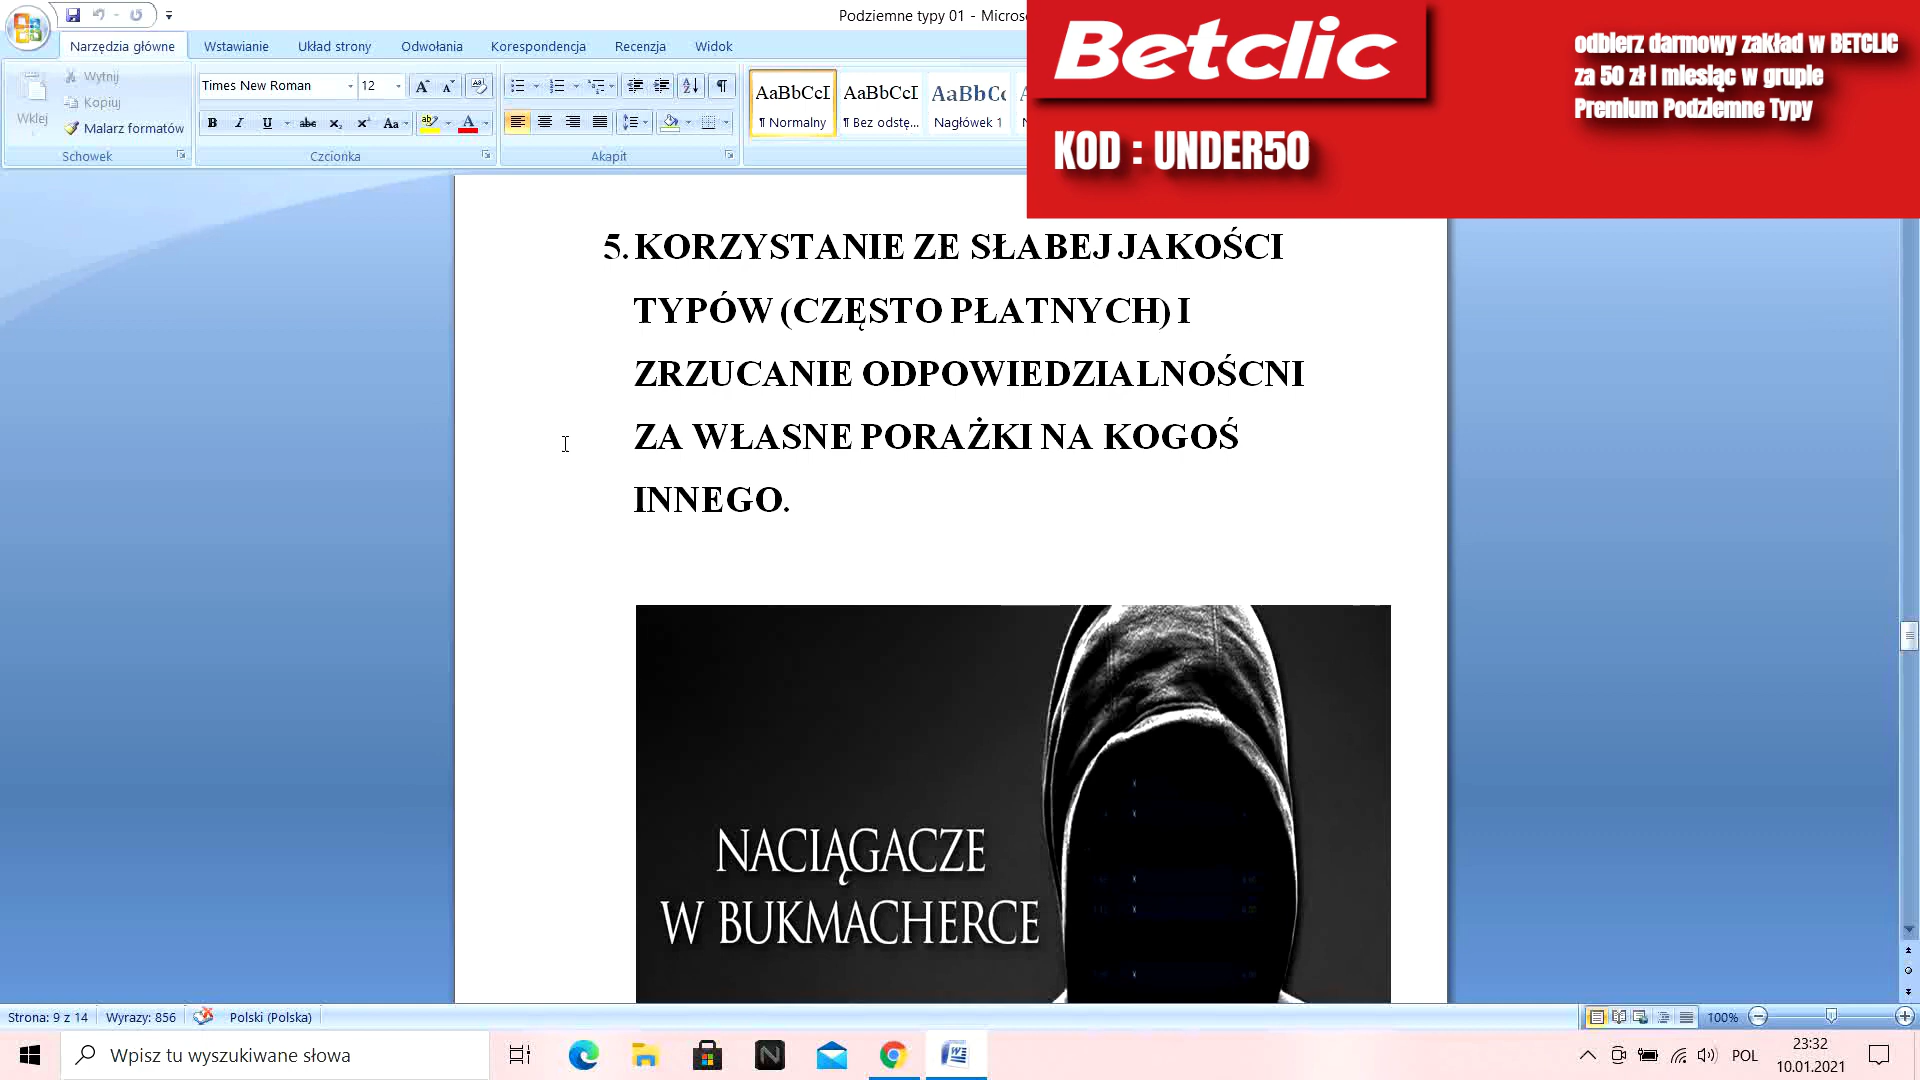 Podziemne typy 01 - Micros
Narzędzia główne
Wstawianie
Układ strony
Odwołania
Korespondencja
Recenzja
Widok
Wklej
Wytnij
Kopiuj
Malarz formatów
Schowek
Times New Roman
12
Czcionka
Akapit
AaBbCcI
¶ Normalny
AaBbCcI
¶ Bez odstę...
AaBbCc
Nagłówek 1
Betclic
KOD : UNDER50
odbierz darmowy zakład w BETCLIC
za 50 zł i miesiąc w grupie
Premium Podziemne Typy
5. KORZYSTANIE ZE SŁABEJ JAKOŚCI
TYPÓW (CZĘSTO PŁATNYCH) I
ZRZUCANIE ODPOWIEDZIALNOŚCNI
ZA WŁASNE PORAŻKI NA KOGOŚ
INNEGO.
NACIĄGACZE
W BUKMACHERCE
Strona: 9 z 14
Wyrazy: 856
Polski (Polska)
100%
Wpisz tu wyszukiwane słowa
POL
23:32
10.01.2021